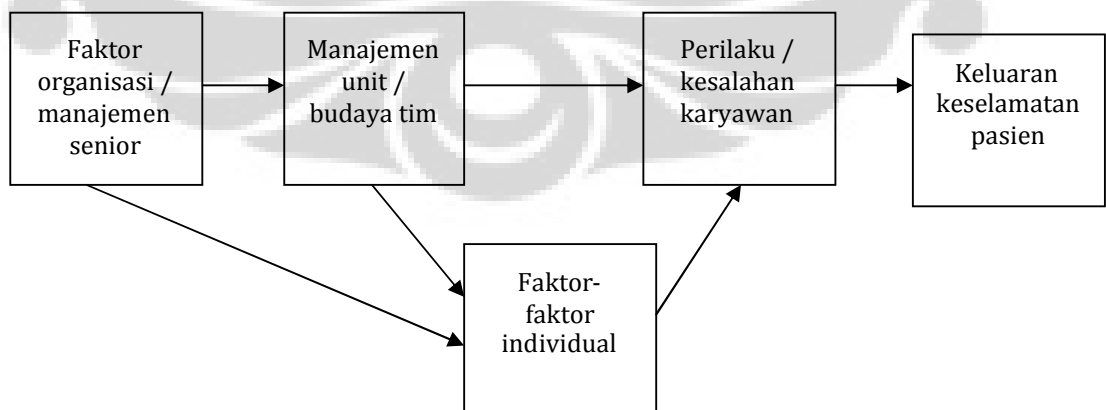 Faktor
organisasi /
manajemen
senior
Manajemen
unit /
budaya tim
Perilaku /
kesalahan
karyawan
Keluaran
keselamatan
pasien
Faktor-
faktor
individual